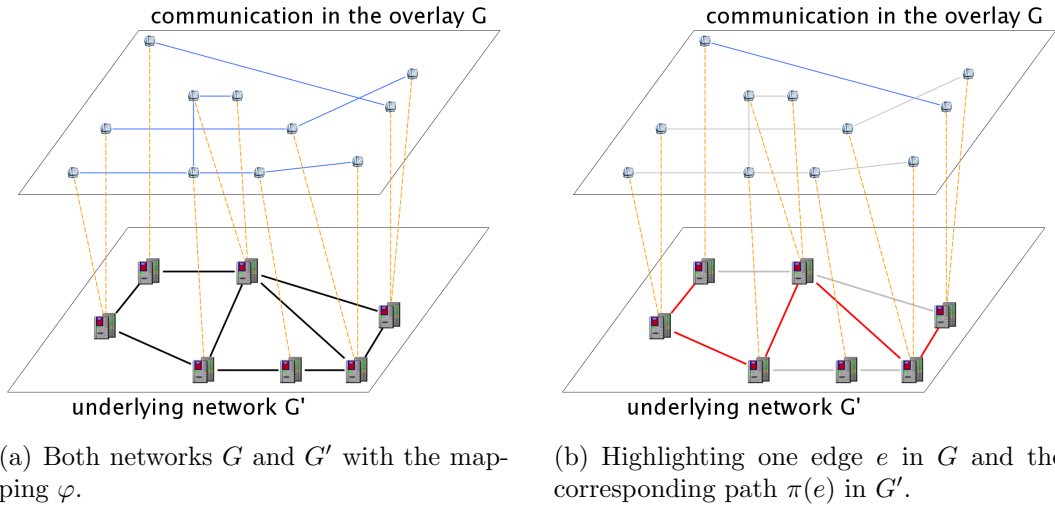 communication in the overlay G
communication in the overlay G
underlying network G'
underlying network G'
(a) Both networks G and G′ with the map-
ping φ.
(b) Highlighting one edge e in G and the
corresponding path π(e) in G′.